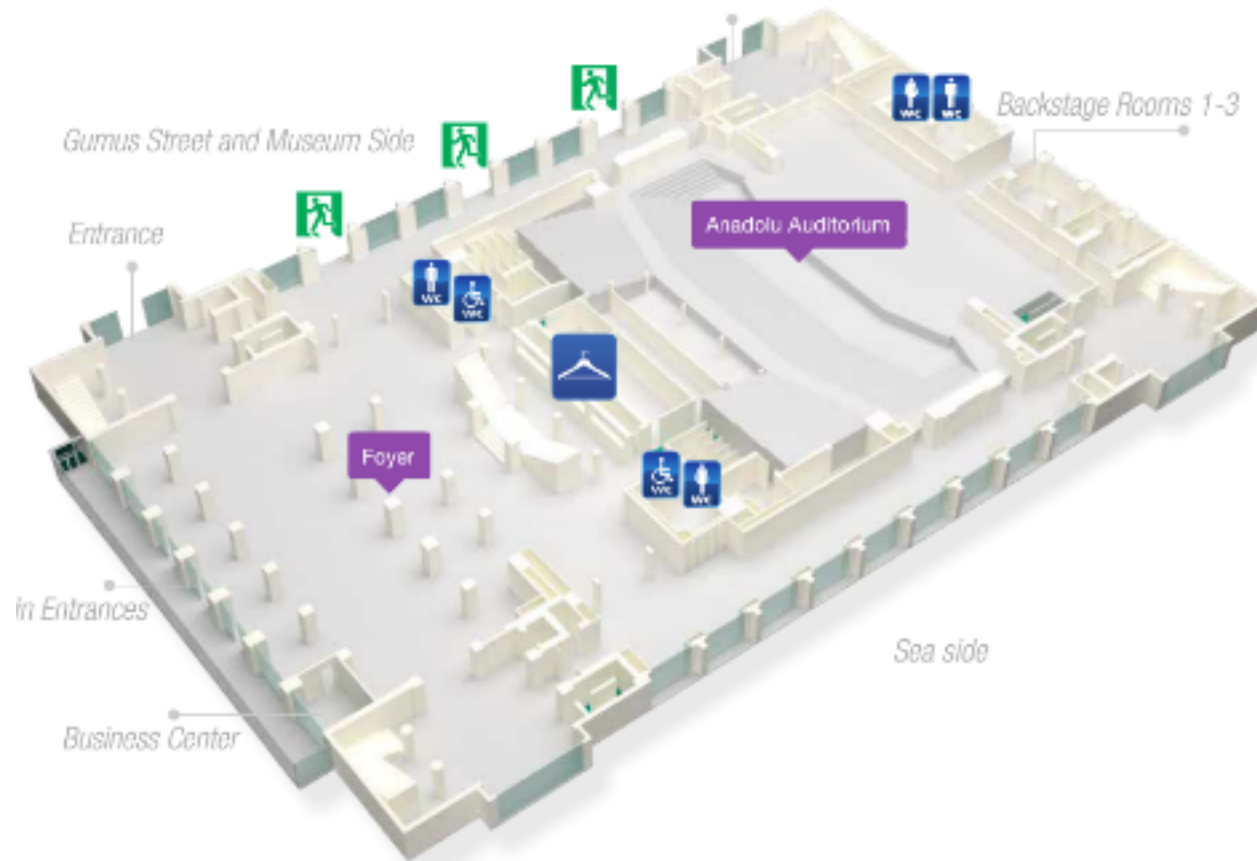 WC WC
Backstage Rooms 1-3
Gumus Street and Museum Side
Anadolu Auditorium
Entrance
WC
WC
Foyer
WC
WC
in Entrances
Sea side
Business Center